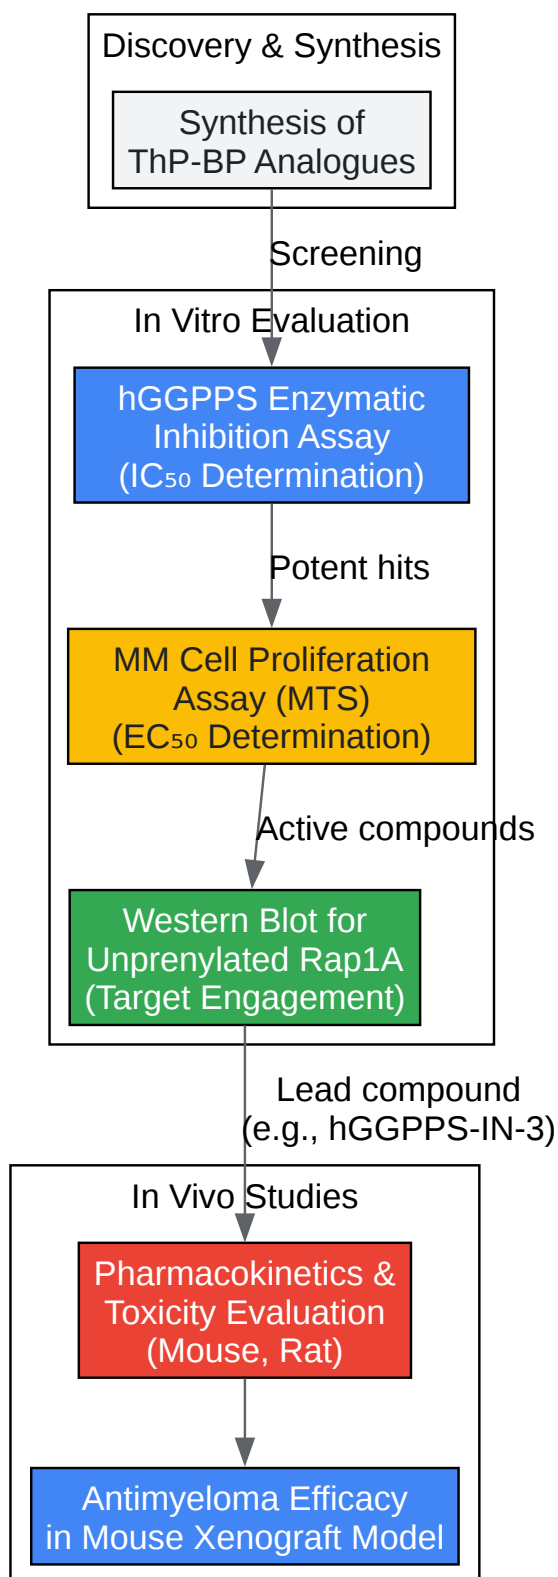 Discovery & Synthesis
Synthesis of
ThP-BP Analogues
Screening
In Vitro Evaluation
hGGPPS Enzymatic
Inhibition Assay
(IC₅₀ Determination)
Potent hits
MM Cell Proliferation
Assay (MTS)
(EC₅₀ Determination)
Active compounds
Western Blot for
Unprenylated Rap1A
(Target Engagement)
Lead compound
(e.g., hGGPPS-IN-3)
In Vivo Studies
Pharmacokinetics &
Toxicity Evaluation
(Mouse, Rat)
Antimyeloma Efficacy
in Mouse Xenograft Model